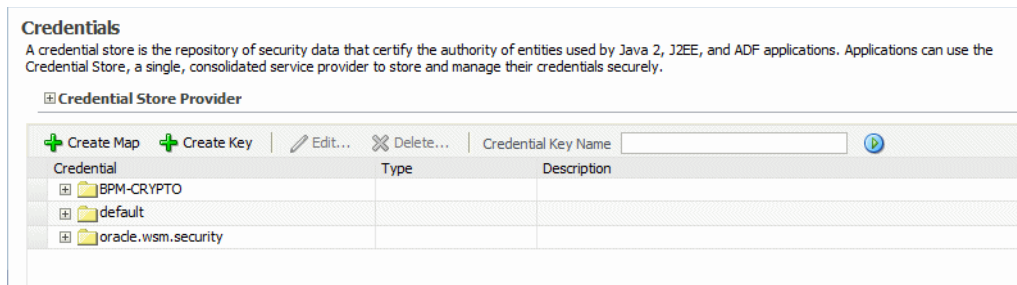 Credentials
A credential store is the repository of security data that certify the authority of entities used by Java 2, J2EE, and ADF applications. Applications can use the
Credential Store, a single, consolidated service provider to store and manage their credentials securely.
Credential Store Provider
Create Map Create Key Edit... Delete... Credential Key Name
Credential Type Description
BPM-CRYPTO
default
oracle.wsm.security